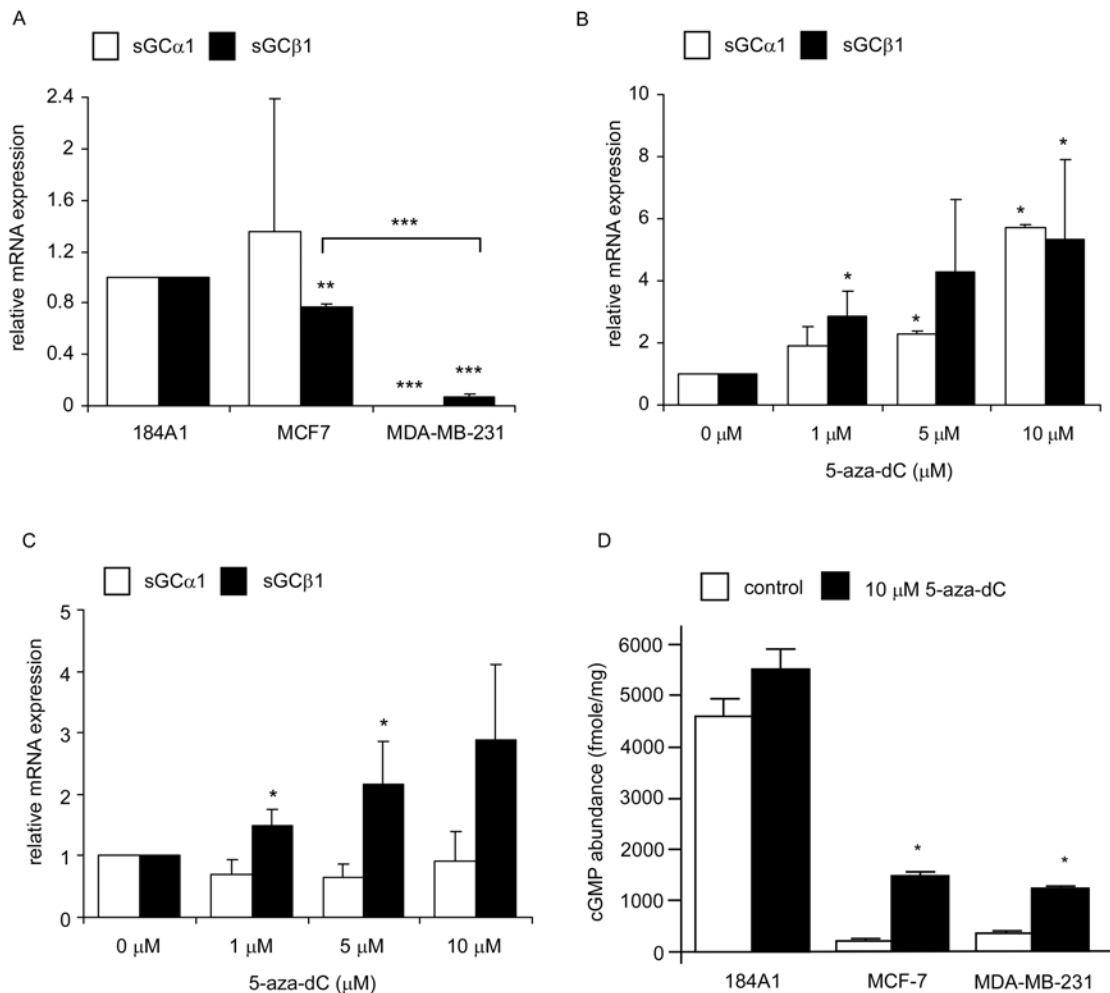 A
sGCα1 sGCβ1
relative mRNA expression
2.4
2
1.6
1.2
0.8
0.4
0
***
**
***
***
184A1 MCF7 MDA-MB-231
B
sGCα1 sGCβ1
relative mRNA expression
10
8
6
4
2
0
*
*
*
*
0 μM 1 μM 5 μM 10 μM
5-aza-dC (μM)
C
sGCα1 sGCβ1
relative mRNA expression
5
4
3
2
1
0
*
*
0 μM 1 μM 5 μM 10 μM
5-aza-dC (μM)
D
control 10 μM 5-aza-dC
cGMP abundance (fmole/mg)
6000
5000
4000
3000
2000
1000
0
*
*
184A1 MCF-7 MDA-MB-231